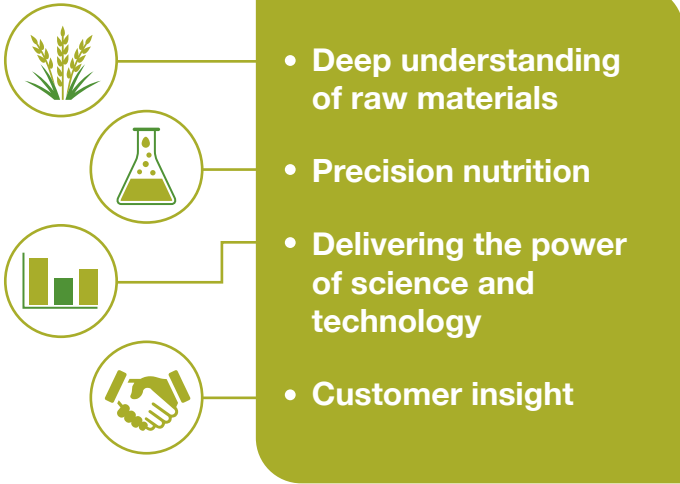 • Deep understanding
of raw materials
• Precision nutrition
• Delivering the power
of science and
technology
• Customer insight